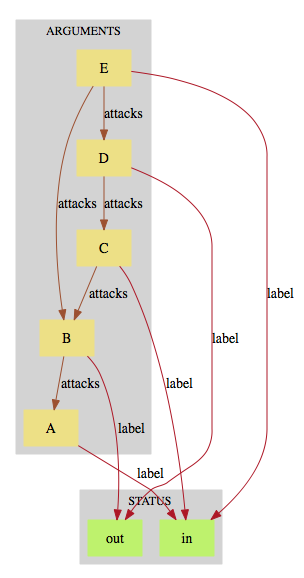 ARGUMENTS
E
attacks
D
attacks
attacks
C
attacks
label
B
attacks
label
label
A
label
label
STATUS
out
in